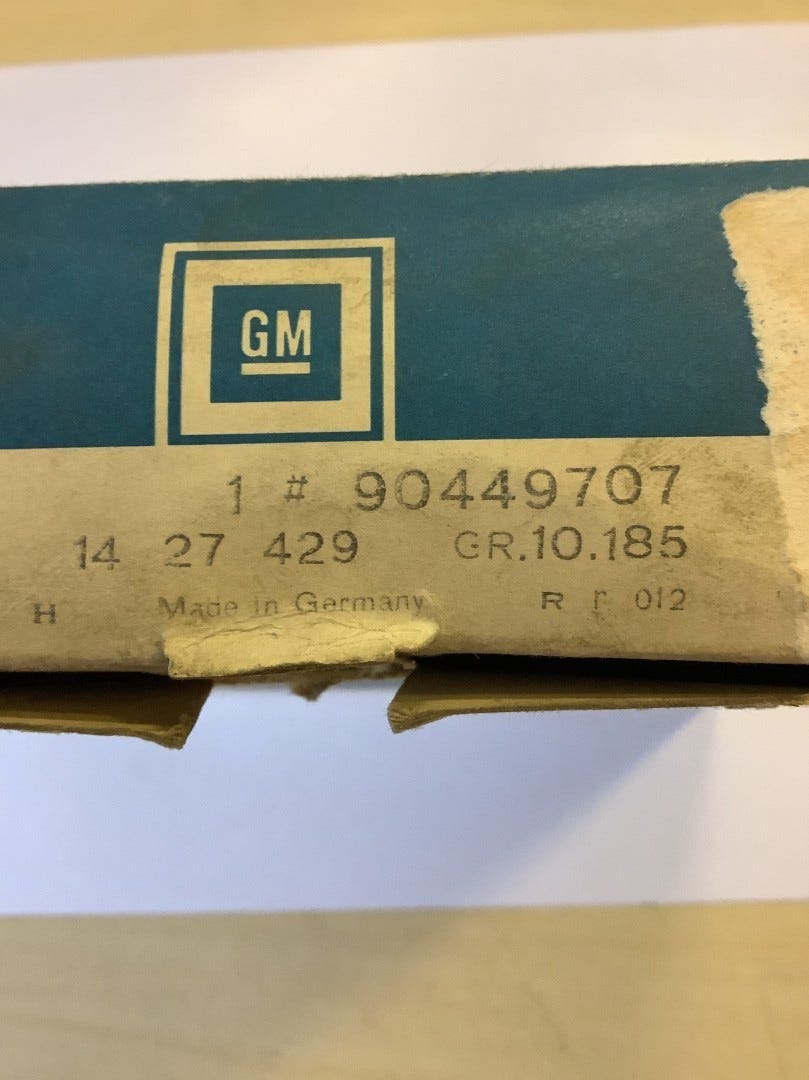 GM
1 # 90449707
14 27 429 GR.10.185
H Made in Germany R r 012